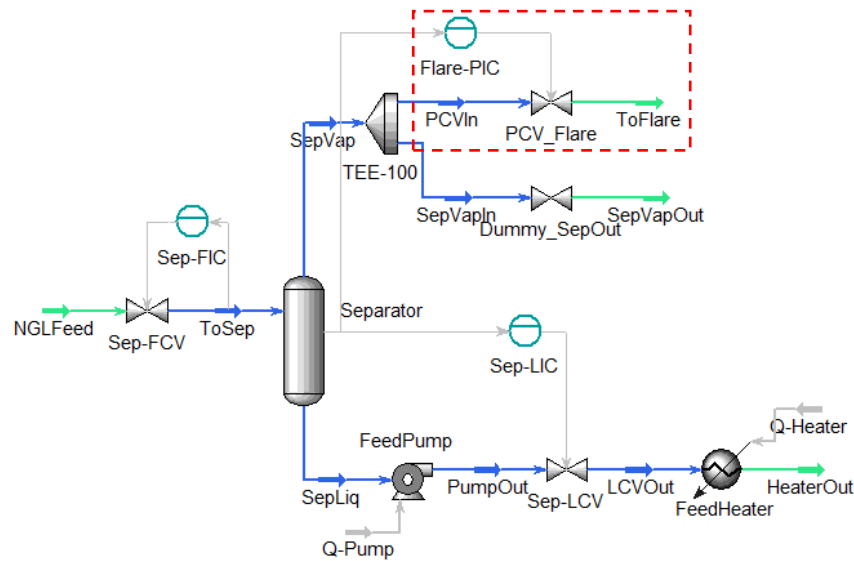 Flare-PIC
PCVIn
PCV_Flare
ToFlare
SepVap
TEE-100
SepVapIn
Dummy_SepOut
SepVapOut
Sep-FIC
NGLFeed
Sep-FCV
ToSep
Separator
Sep-LIC
Q-Heater
FeedPump
SepLiq
PumpOut
Sep-LCV
LCVOut
FeedHeater
HeaterOut
Q-Pump